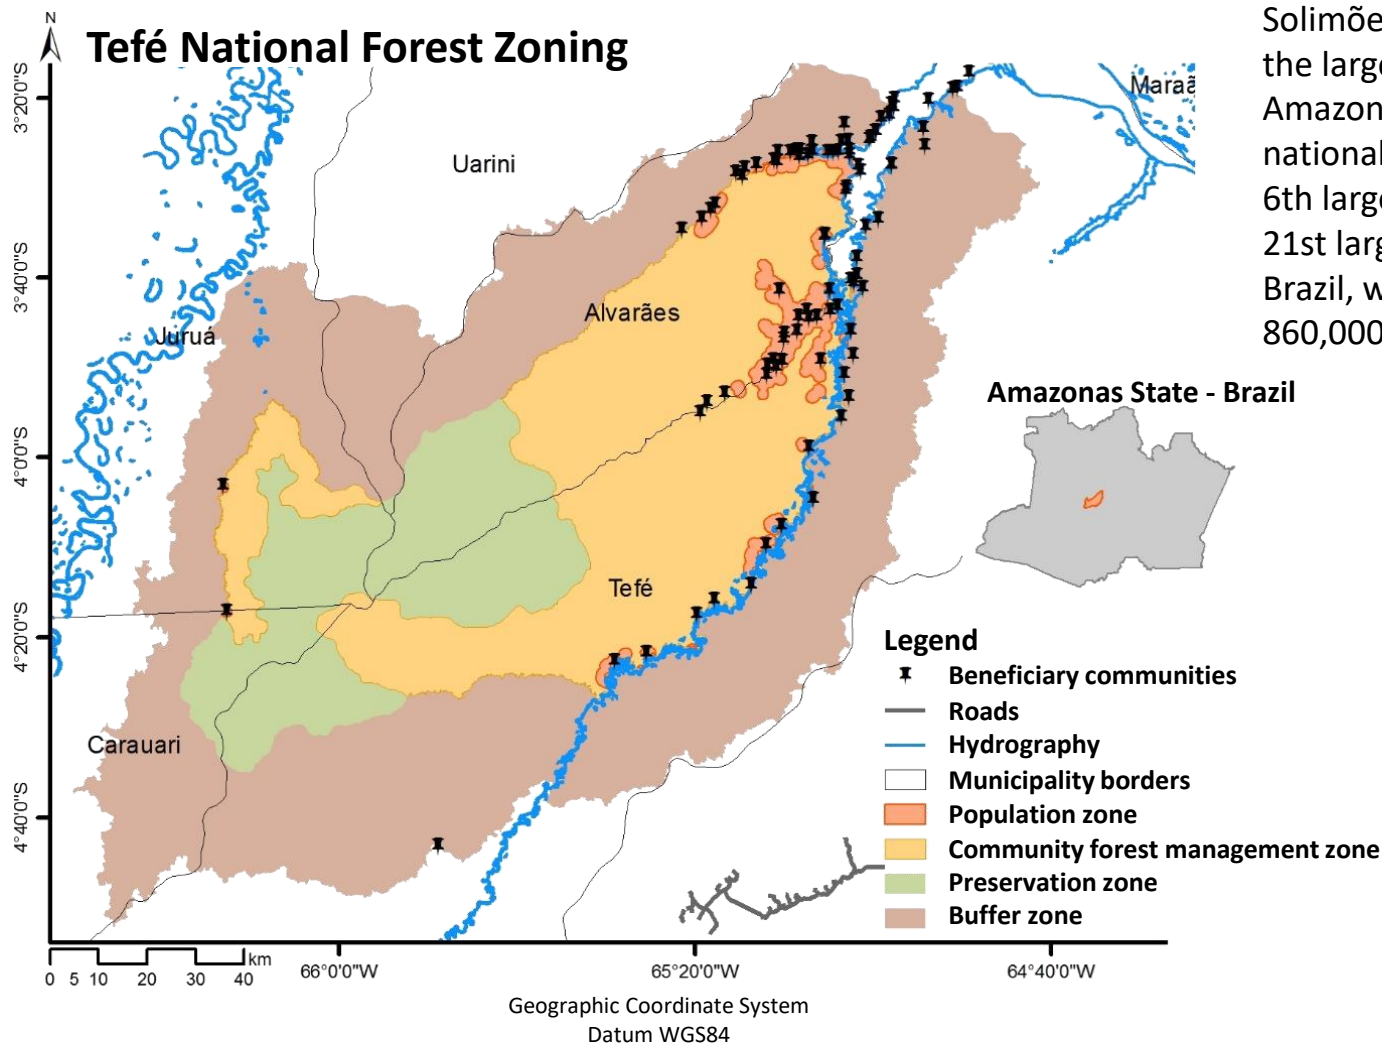 N
Tefé National Forest Zoning
Solimõe
the large
Amazon
national
6th large
21st larg
Brazil, w
860,000
3°20'0"S
3°40'0"S
4°0'0"S
4°20'0"S
4°40'0"S
Maraã
Uarini
Alvarães
Juruá
Tefé
Carauari
Amazonas State - Brazil
Legend
Beneficiary communities
Roads
Hydrography
Municipality borders
Population zone
Community forest management zone
Preservation zone
Buffer zone
km
0 5 10 20 30 40
66°0'0"W
65°20'0"W
64°40'0"W
Geographic Coordinate System
Datum WGS84